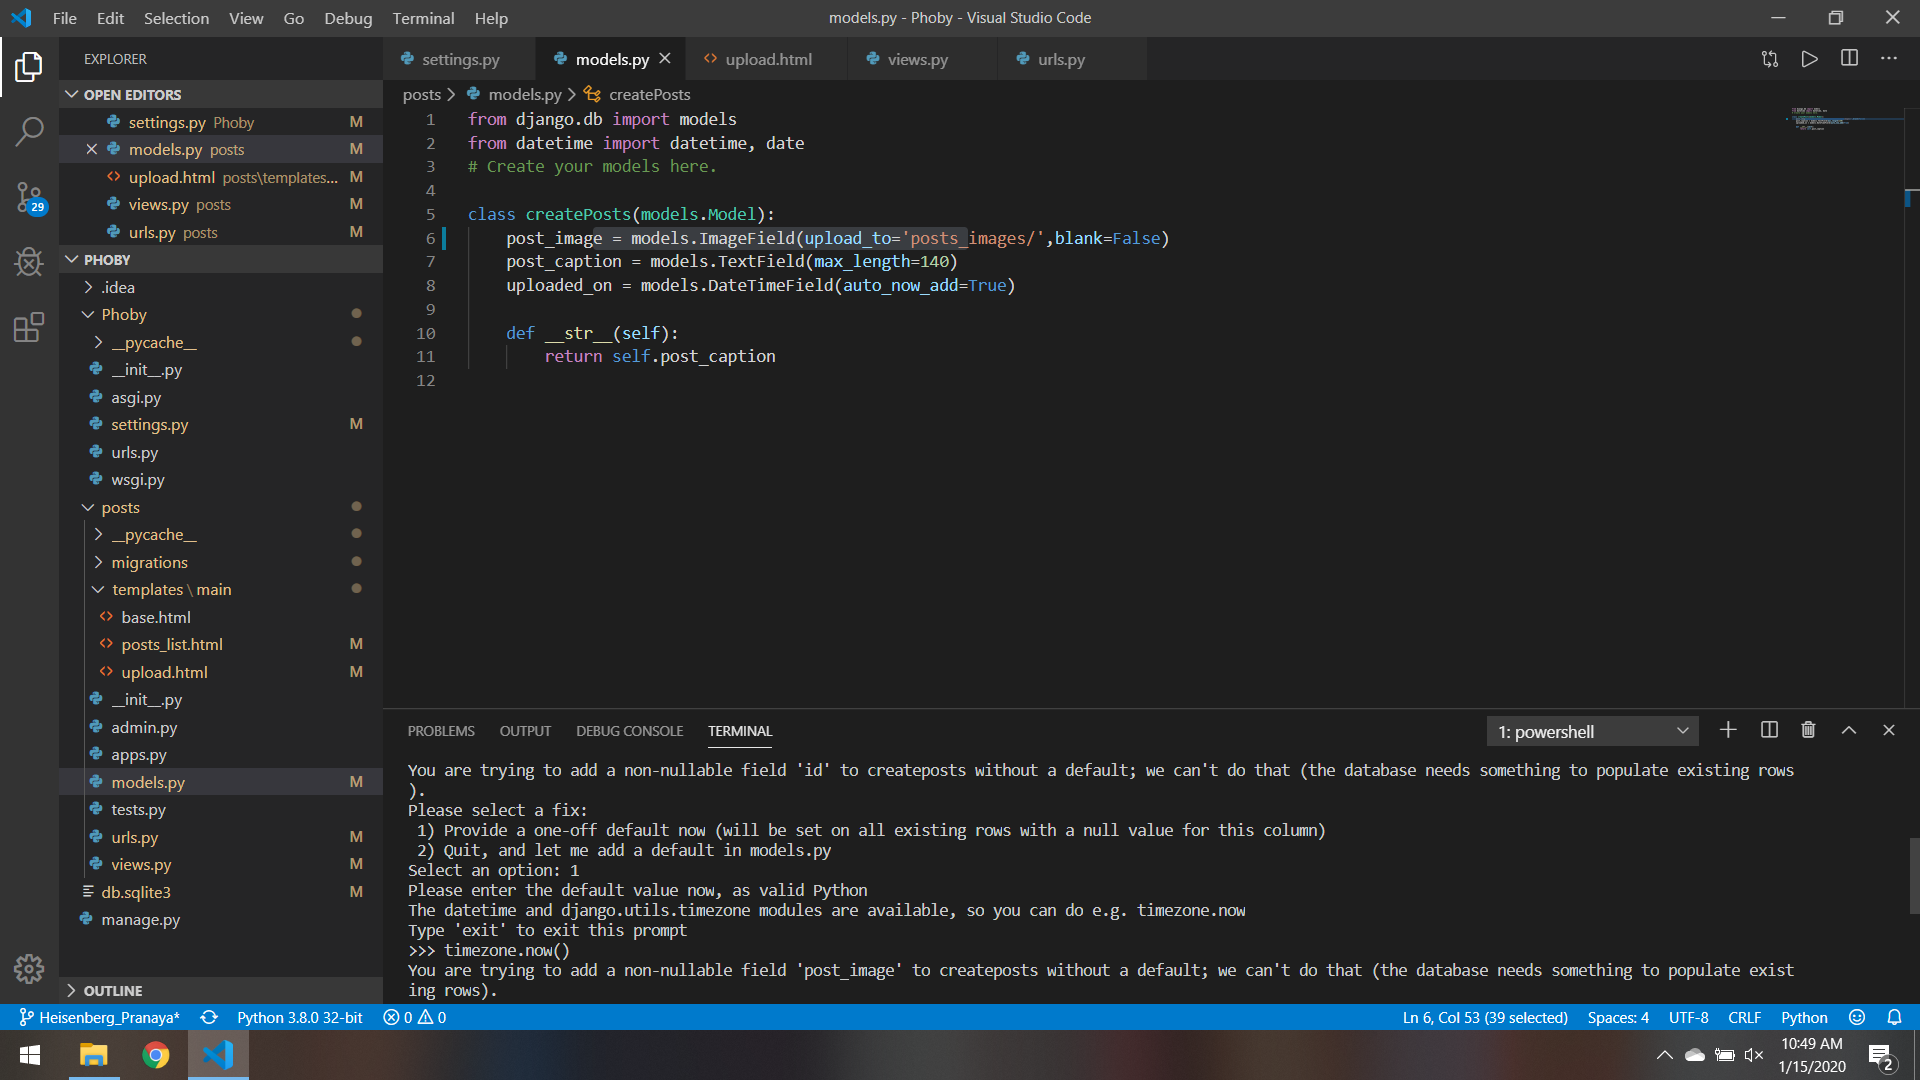 File Edit Selection View Go Debug Terminal Help
models.py - Phoby - Visual Studio Code
EXPLORER
OPEN EDITORS
settings.py Phoby M
models.py posts M
upload.html posts\templates... M
views.py posts M
urls.py posts M
PHOBY
.idea
Phoby
__pycache__
__init__.py
asgi.py
settings.py M
urls.py
wsgi.py
posts
__pycache__
migrations
templates \ main
base.html
posts_list.html M
upload.html M
__init__.py
admin.py
apps.py
models.py M
tests.py
urls.py M
views.py M
db.sqlite3 M
manage.py
OUTLINE
29
settings.py models.py upload.html views.py urls.py
posts > models.py > createPosts
1 from django.db import models
2 from datetime import datetime, date
3 # Create your models here.
4
5 class createPosts(models.Model):
6 post_image = models.ImageField(upload_to='posts_images/',blank=False)
7 post_caption = models.TextField(max_length=140)
8 uploaded_on = models.DateTimeField(auto_now_add=True)
9
10 def __str__(self):
11 return self.post_caption
12
PROBLEMS OUTPUT DEBUG CONSOLE TERMINAL
1: powershell
You are trying to add a non-nullable field 'id' to createposts without a default; we can't do that (the database needs something to populate existing rows
).
Please select a fix:
1) Provide a one-off default now (will be set on all existing rows with a null value for this column)
2) Quit, and let me add a default in models.py
Select an option: 1
Please enter the default value now, as valid Python
The datetime and django.utils.timezone modules are available, so you can do e.g. timezone.now
Type 'exit' to exit this prompt
>>> timezone.now()
You are trying to add a non-nullable field 'post_image' to createposts without a default; we can't do that (the database needs something to populate exist
ing rows).
Heisenberg_Pranaya* Python 3.8.0 32-bit 0 0
Ln 6, Col 53 (39 selected) Spaces: 4 UTF-8 CRLF Python
10:49 AM
1/15/2020
2